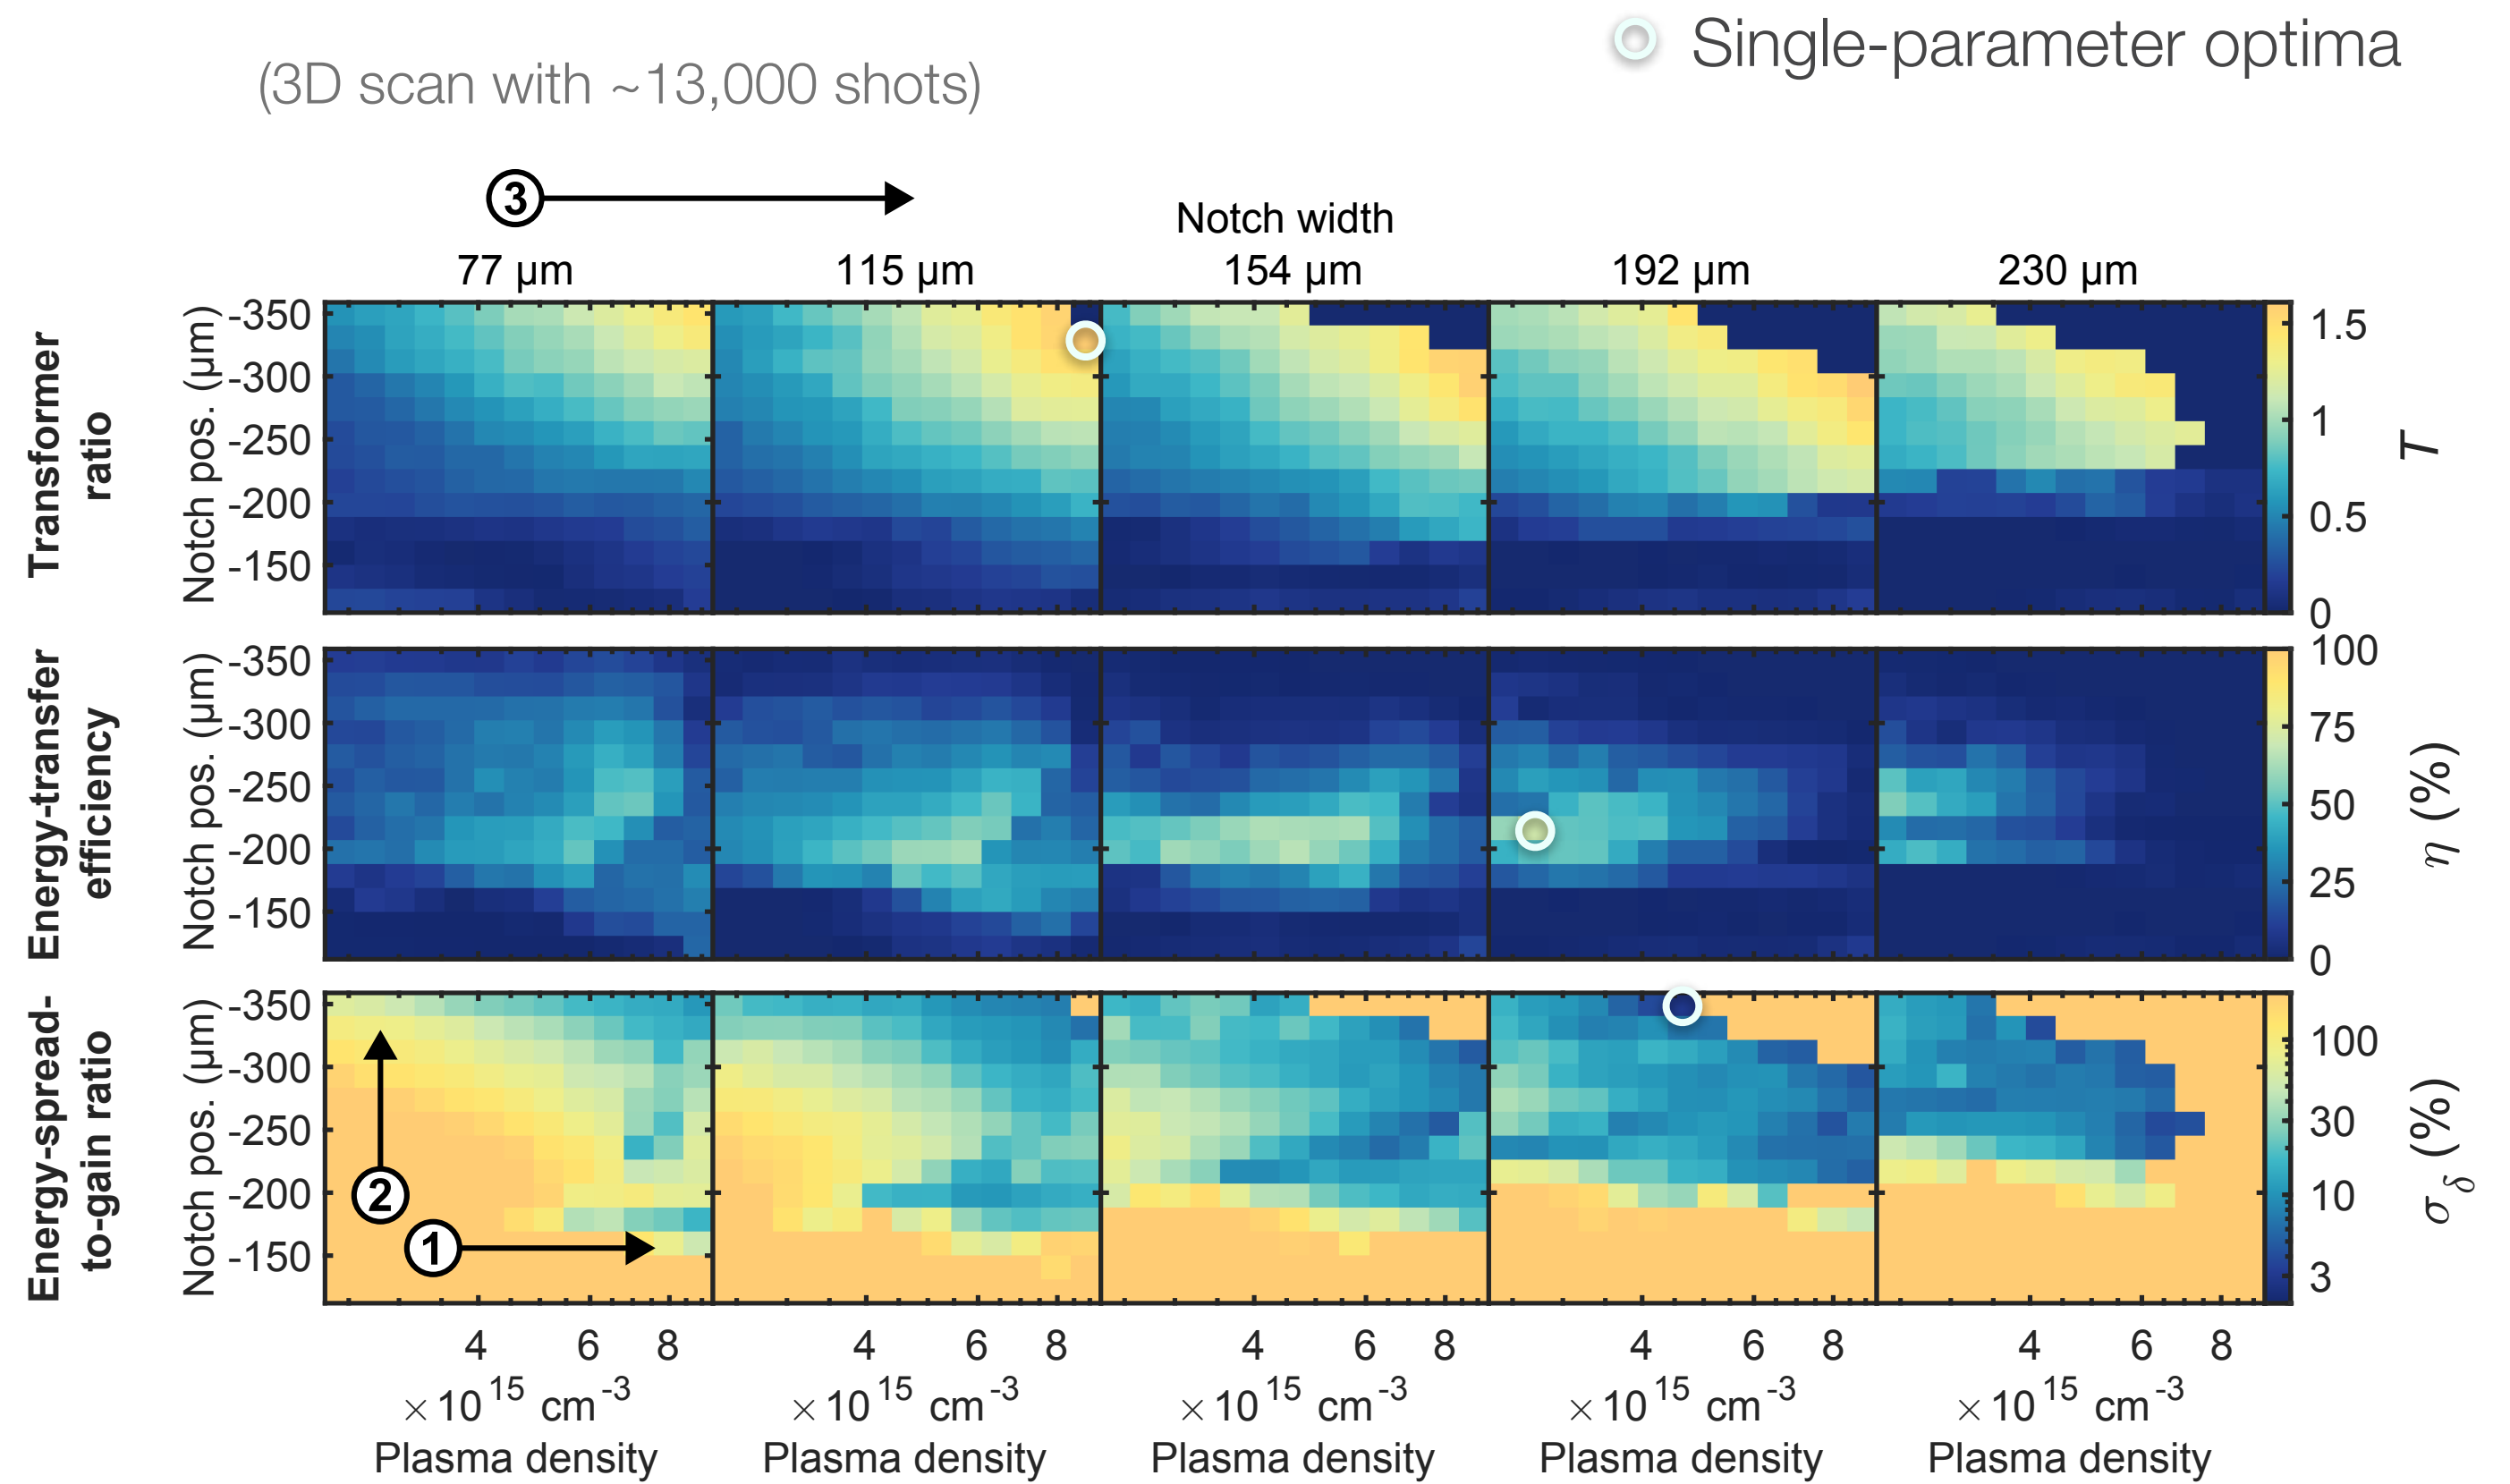 Single-parameter optima
(3D scan with ~13,000 shots)
3
Notch width
77 µm 115 µm 154 µm 192 µm 230 µm
Transformer
ratio
Notch pos. (µm)
-350
-300
-250
-200
-150
1.5
1
0.5
0
T
Energy-transfer
efficiency
Notch pos. (µm)
-350
-300
-250
-200
-150
100
75
50
25
0
η (%)
Energy-spread-
to-gain ratio
Notch pos. (µm)
-350
-300
-250
-200
-150
2
1
100
30
10
3
σδ (%)
4 6 8 4 6 8 4 6 8 4 6 8 4 6 8
×10^15 cm^-3 ×10^15 cm^-3 ×10^15 cm^-3 ×10^15 cm^-3 ×10^15 cm^-3
Plasma density Plasma density Plasma density Plasma density Plasma density